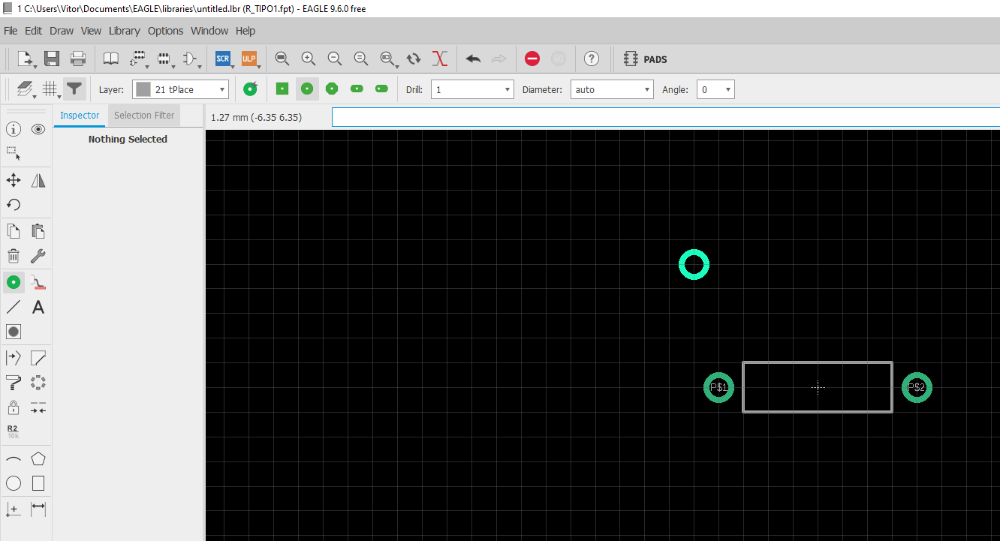 1 C:\Users\Vitor\Documents\EAGLE\libraries\untitled.lbr (R_TIPO1.fpt) - EAGLE 9.6.0 free
File Edit Draw View Library Options Window Help
SCR ULP GO ? PADS
Layer: 21 tPlace Drill: 1 Diameter: auto Angle: 0
Inspector Selection Filter
1.27 mm (-6.35 6.35)
Nothing Selected
A
R2
10k
P$1 P$2